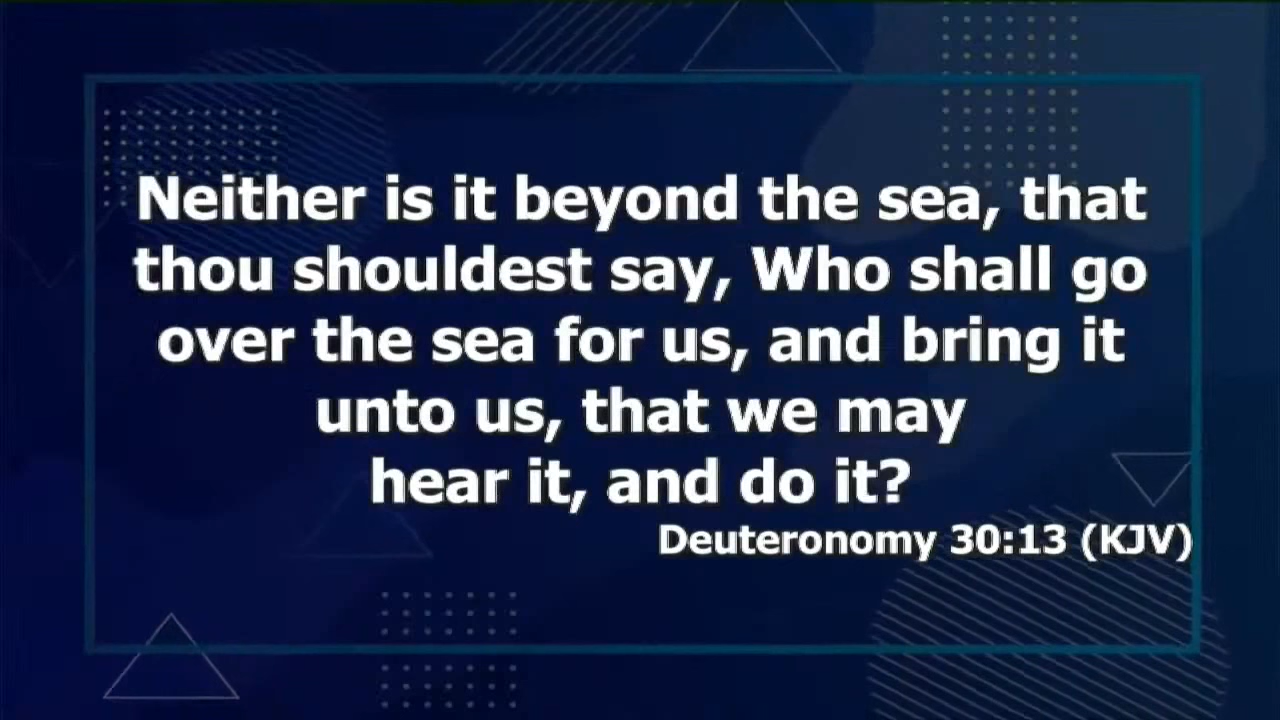 Neither is it beyond the sea, that
thou shouldest say, Who shall go
over the sea for us, and bring it
unto us, that we may
hear it, and do it?
Deuteronomy 30:13 (KJV)